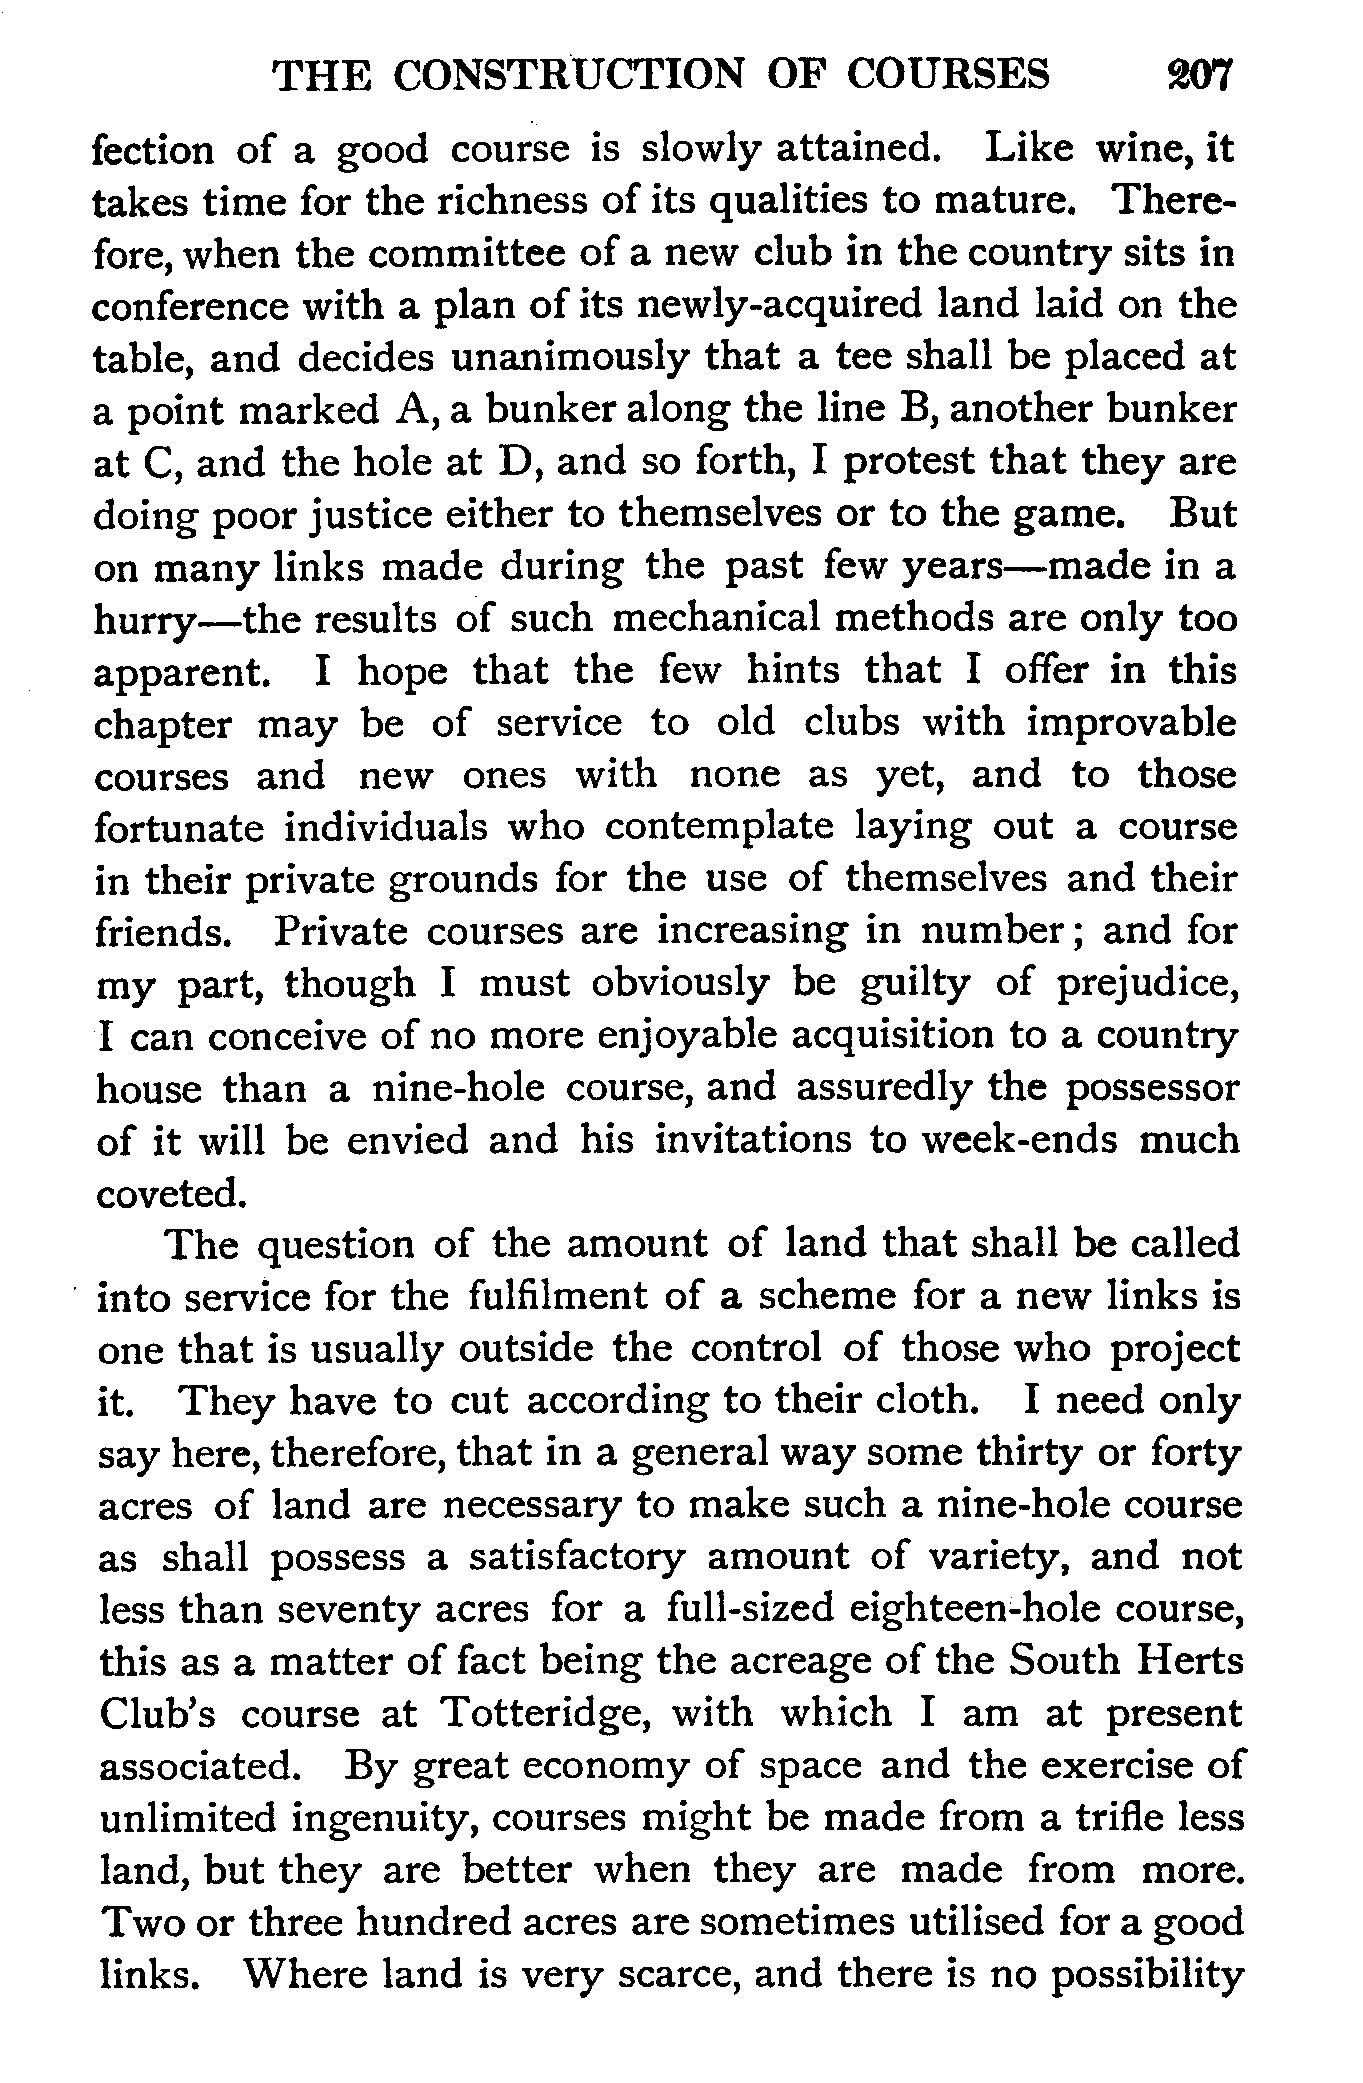 THE CONSTRUCTION OF COURSES 207
fection of a good course is slowly attained. Like wine, it
takes time for the richness of its qualities to mature. There-
fore, when the committee of a new club in the country sits in
conference with a plan of its newly-acquired land laid on the
table, and decides unanimously that a tee shall be placed at
a point marked A, a bunker along the line B, another bunker
at C, and the hole at D, and so forth, I protest that they are
doing poor justice either to themselves or to the game. But
on many links made during the past few years—made in a
hurry—the results of such mechanical methods are only too
apparent. I hope that the few hints that I offer in this
chapter may be of service to old clubs with improvable
courses and new ones with none as yet, and to those
fortunate individuals who contemplate laying out a course
in their private grounds for the use of themselves and their
friends. Private courses are increasing in number; and for
my part, though I must obviously be guilty of prejudice,
I can conceive of no more enjoyable acquisition to a country
house than a nine-hole course, and assuredly the possessor
of it will be envied and his invitations to week-ends much
coveted.
The question of the amount of land that shall be called
into service for the fulfilment of a scheme for a new links is
one that is usually outside the control of those who project
it. They have to cut according to their cloth. I need only
say here, therefore, that in a general way some thirty or forty
acres of land are necessary to make such a nine-hole course
as shall possess a satisfactory amount of variety, and not
less than seventy acres for a full-sized eighteen-hole course,
this as a matter of fact being the acreage of the South Herts
Club's course at Totteridge, with which I am at present
associated. By great economy of space and the exercise of
unlimited ingenuity, courses might be made from a trifle less
land, but they are better when they are made from more.
Two or three hundred acres are sometimes utilised for a good
links. Where land is very scarce, and there is no possibility